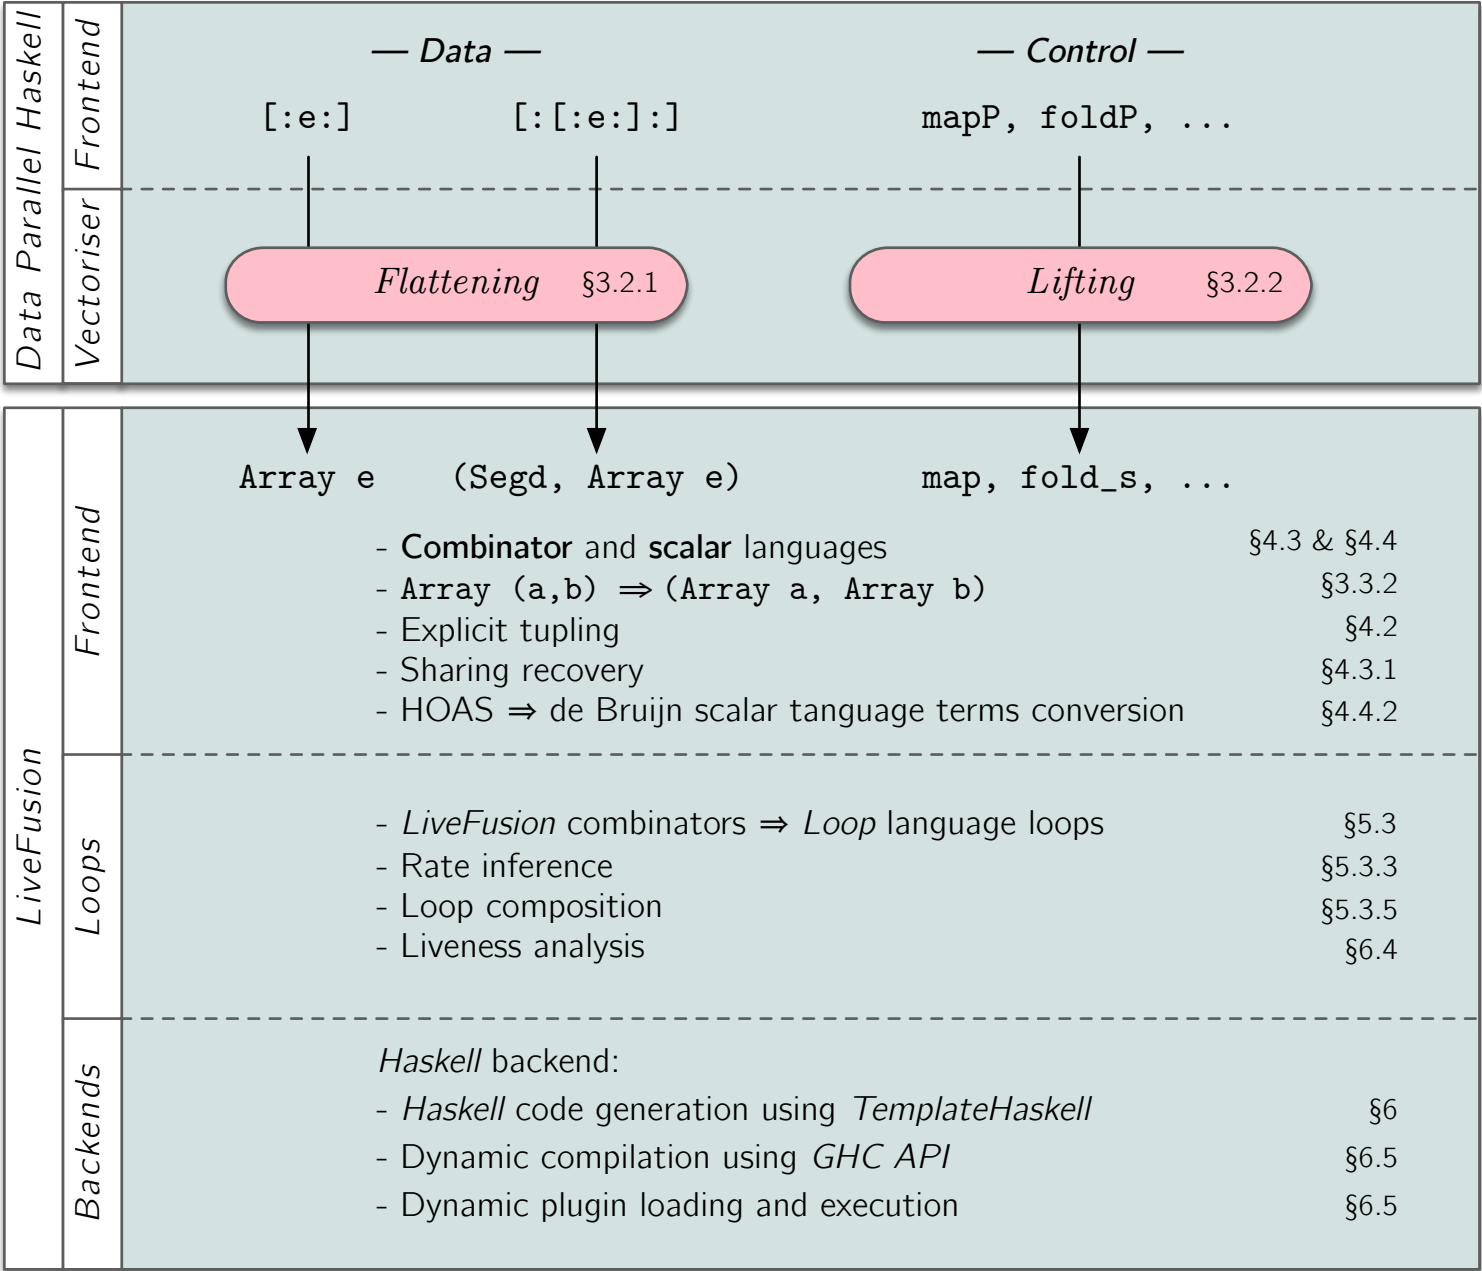 Data Parallel Haskell
Frontend
— Data —
— Control —
[:e:]
[:[:e:]:]
mapP, foldP, ...
Vectoriser
Flattening §3.2.1
Lifting §3.2.2
LiveFusion
Frontend
Array e
(Segd, Array e)
map, fold_s, ...
- Combinator and scalar languages §4.3 & §4.4
- Array (a,b) ⇒ (Array a, Array b) §3.3.2
- Explicit tupling §4.2
- Sharing recovery §4.3.1
- HOAS ⇒ de Bruijn scalar tanguage terms conversion §4.4.2
Loops
- LiveFusion combinators ⇒ Loop language loops §5.3
- Rate inference §5.3.3
- Loop composition §5.3.5
- Liveness analysis §6.4
Backends
Haskell backend:
- Haskell code generation using TemplateHaskell §6
- Dynamic compilation using GHC API §6.5
- Dynamic plugin loading and execution §6.5